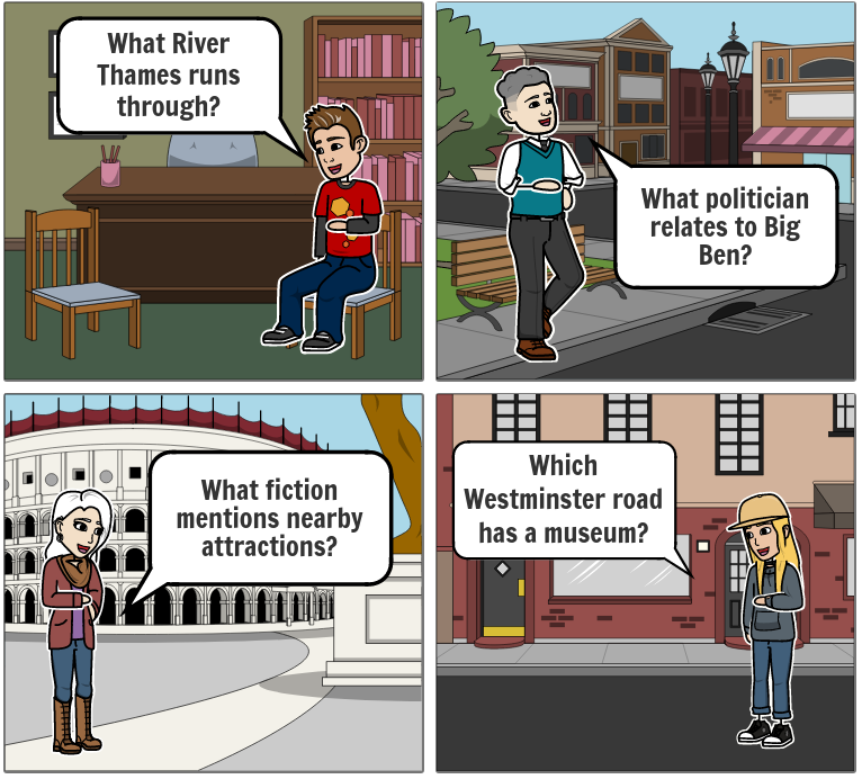 What River
Thames runs
through?
What politician
relates to Big
Ben?
What fiction
mentions nearby
attractions?
Which
Westminster road
has a museum?